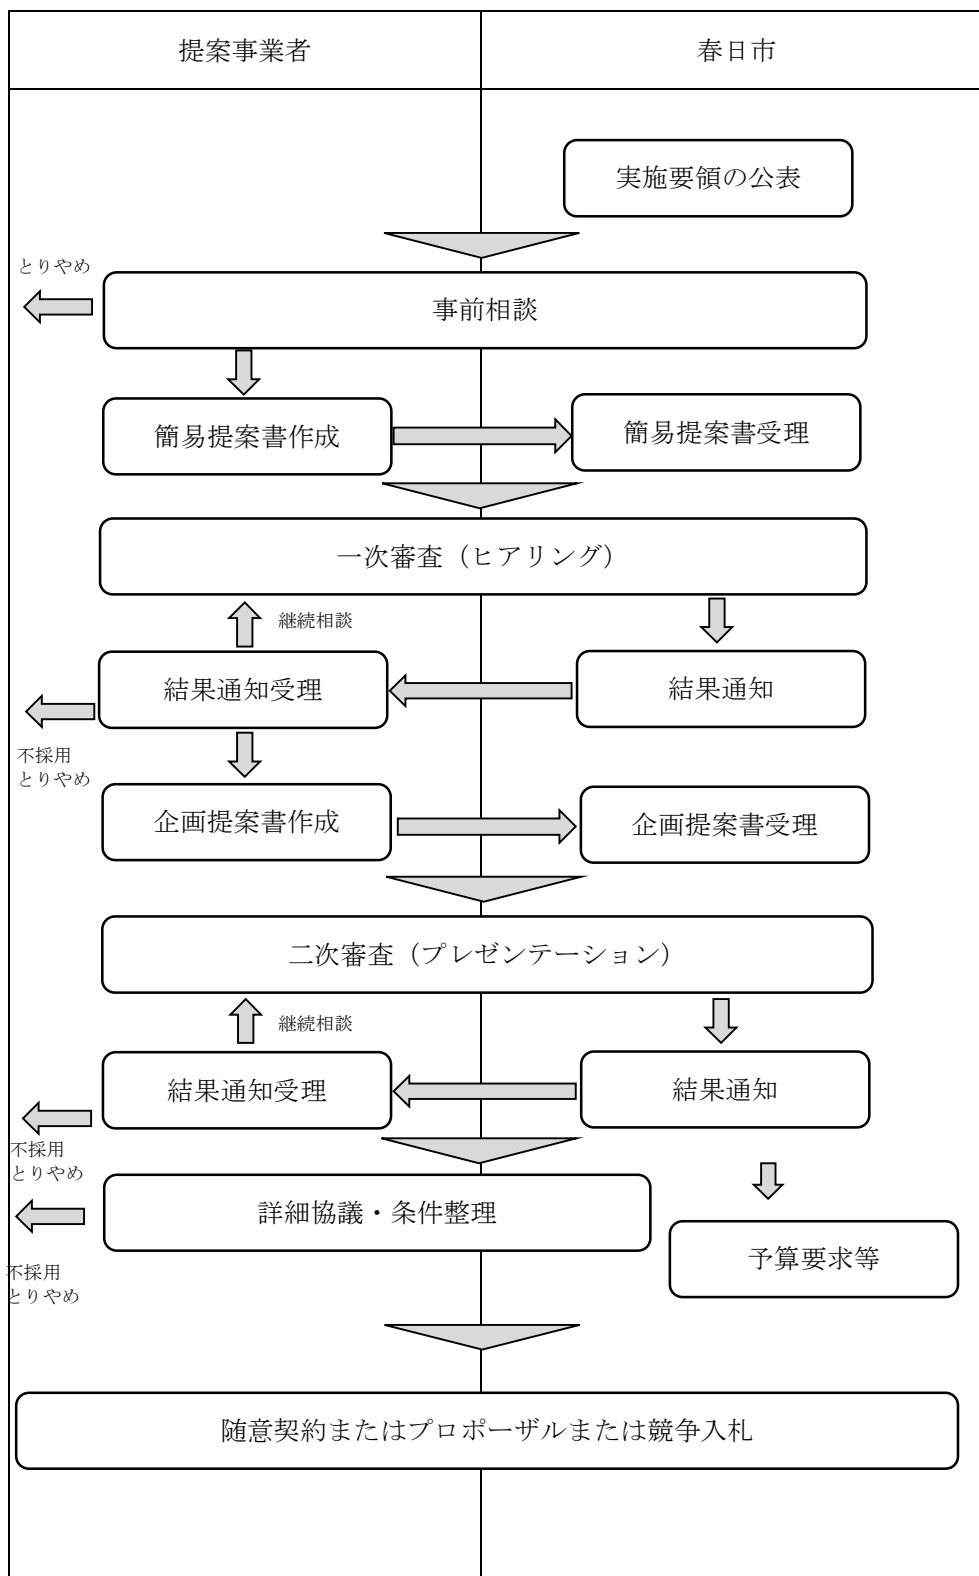 提案事業者
春日市
実施要領の公表
とりやめ
事前相談
簡易提案書作成
簡易提案書受理
一次審査（ヒアリング）
継続相談
結果通知受理
結果通知
不採用
とりやめ
企画提案書作成
企画提案書受理
二次審査（プレゼンテーション）
継続相談
結果通知受理
結果通知
不採用
とりやめ
詳細協議・条件整理
予算要求等
不採用
とりやめ
随意契約またはプロポーザルまたは競争入札